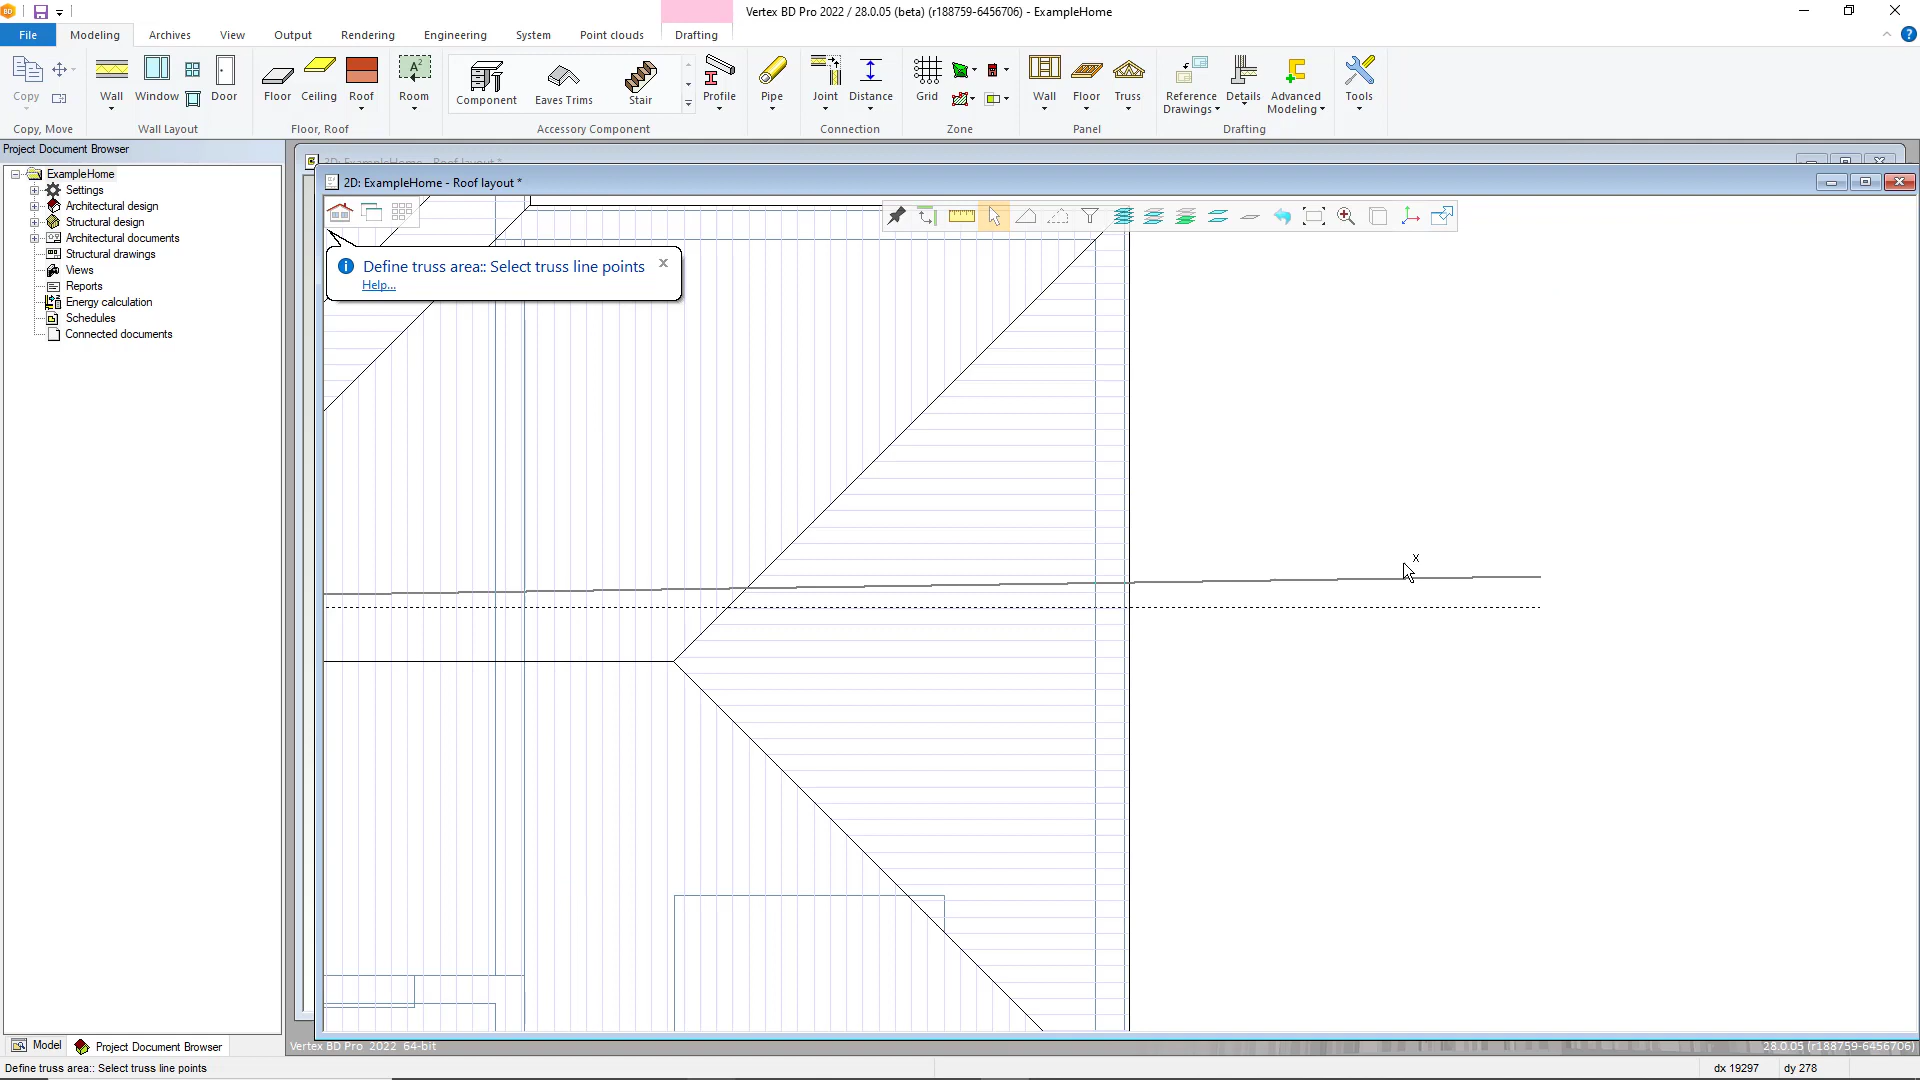 Vertex BD Pro 2022 / 28.0.05 (beta) (r188759-6456706) - ExampleHome
File Modeling Archives View Output Rendering Engineering System Point clouds Drafting
Copy Wall Window Door Floor Ceiling Roof Room Component Eaves Trims Stair Profile Pipe Joint Distance Grid Wall Floor Truss Reference Drawings Details Advanced Modeling Tools
Copy, Move Wall Layout Floor, Roof Accessory Component Connection Zone Panel Drafting
Project Document Browser
ExampleHome
Settings
Architectural design
Structural design
Architectural documents
Structural drawings
Views
Reports
Energy calculation
Schedules
Connected documents
2D: ExampleHome - Roof layout *
2D: ExampleHome - Roof layout *
Define truss area:: Select truss line points
Help...
x
Model Project Document Browser
Vertex BD Pro 2022 64-bit
28.0.05 (r188759-6456706)
Define truss area:: Select truss line points
dx 19297 dy 278